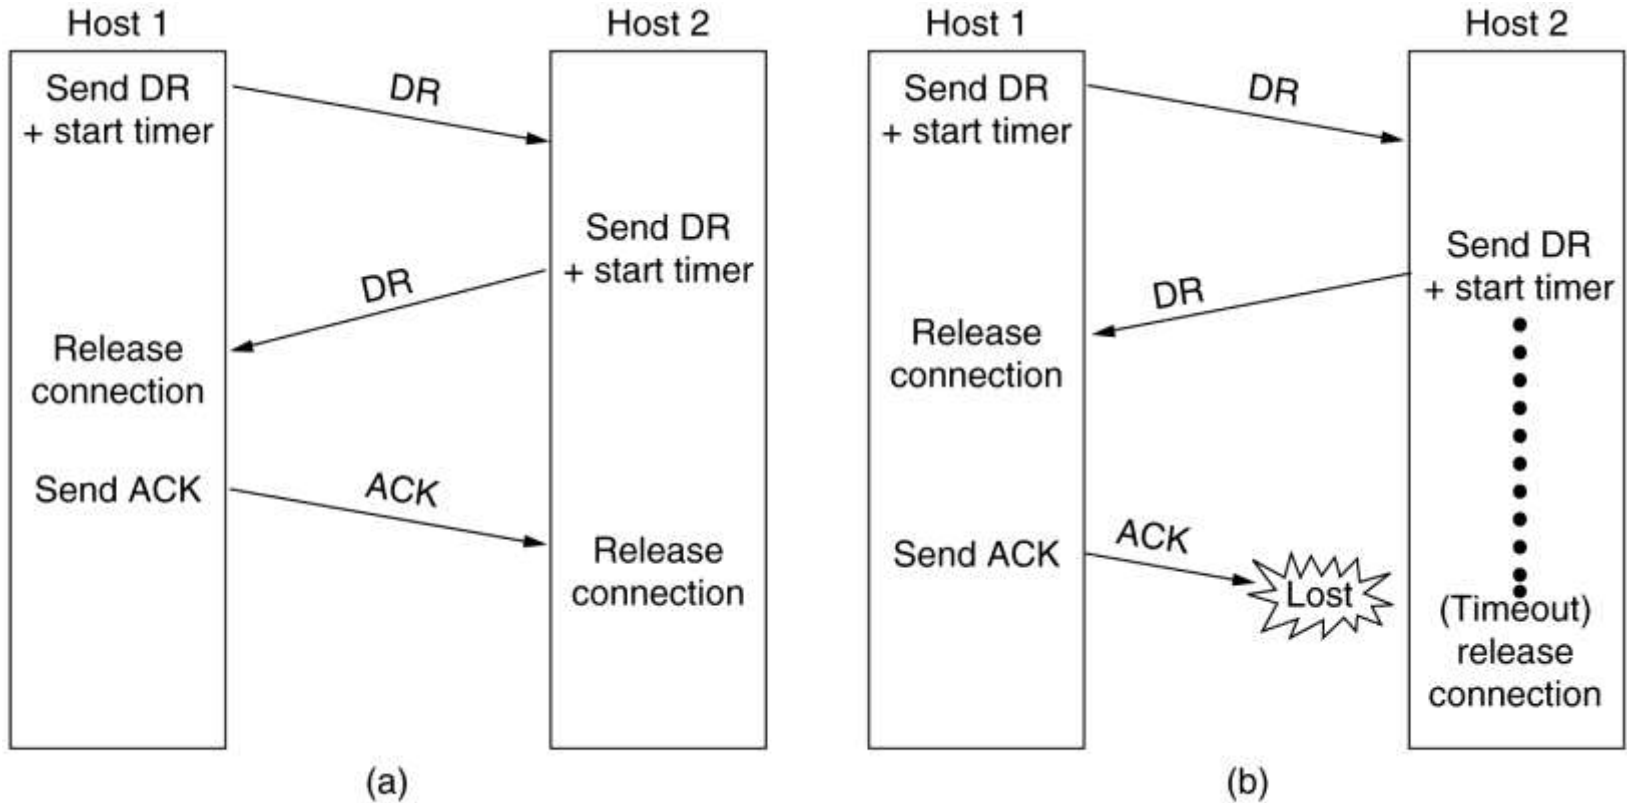 Host 1
Host 2
Send DR
+ start timer
DR
Send DR
+ start timer
DR
Release
connection
Send ACK
ACK
Release
connection
(a)
Host 1
Host 2
Send DR
+ start timer
DR
Send DR
+ start timer
DR
Release
connection
Send ACK
ACK
Lost
(Timeout)
release
connection
(b)